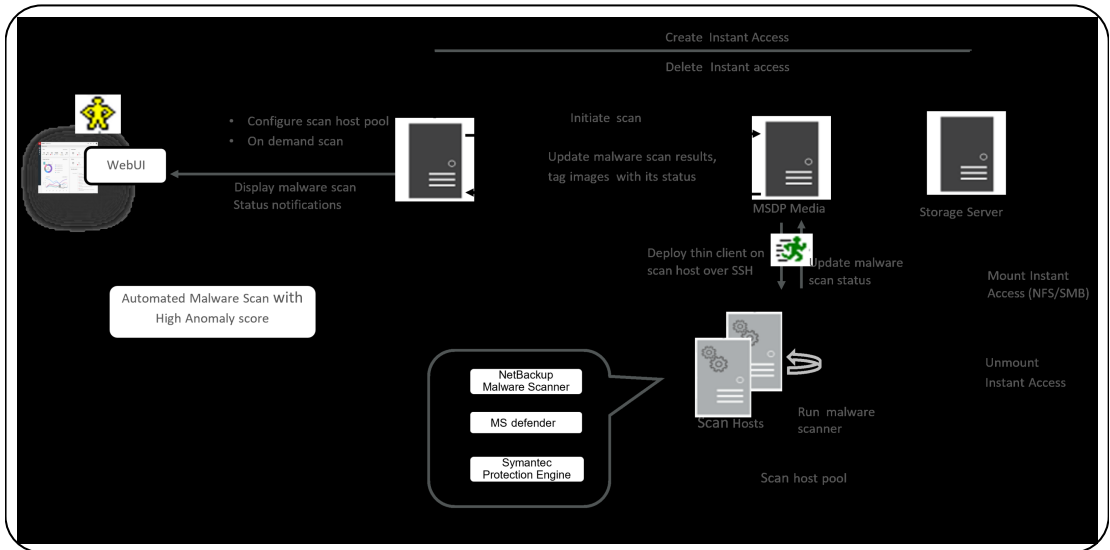 Create Instant Access
Delete Instant access
• Configure scan host pool
• On demand scan
Initiate scan
WebUI
Update malware scan results,
tag images with its status
Display malware scan
Status notifications
MSDP Media
Storage Server
Deploy thin client on
scan host over SSH
Update malware
scan status
Mount Instant
Access (NFS/SMB)
Automated Malware Scan with
High Anomaly score
NetBackup
Malware Scanner
MS defender
Symantec
Protection Engine
Unmount
Instant Access
Scan Hosts
Run malware
scanner
Scan host pool